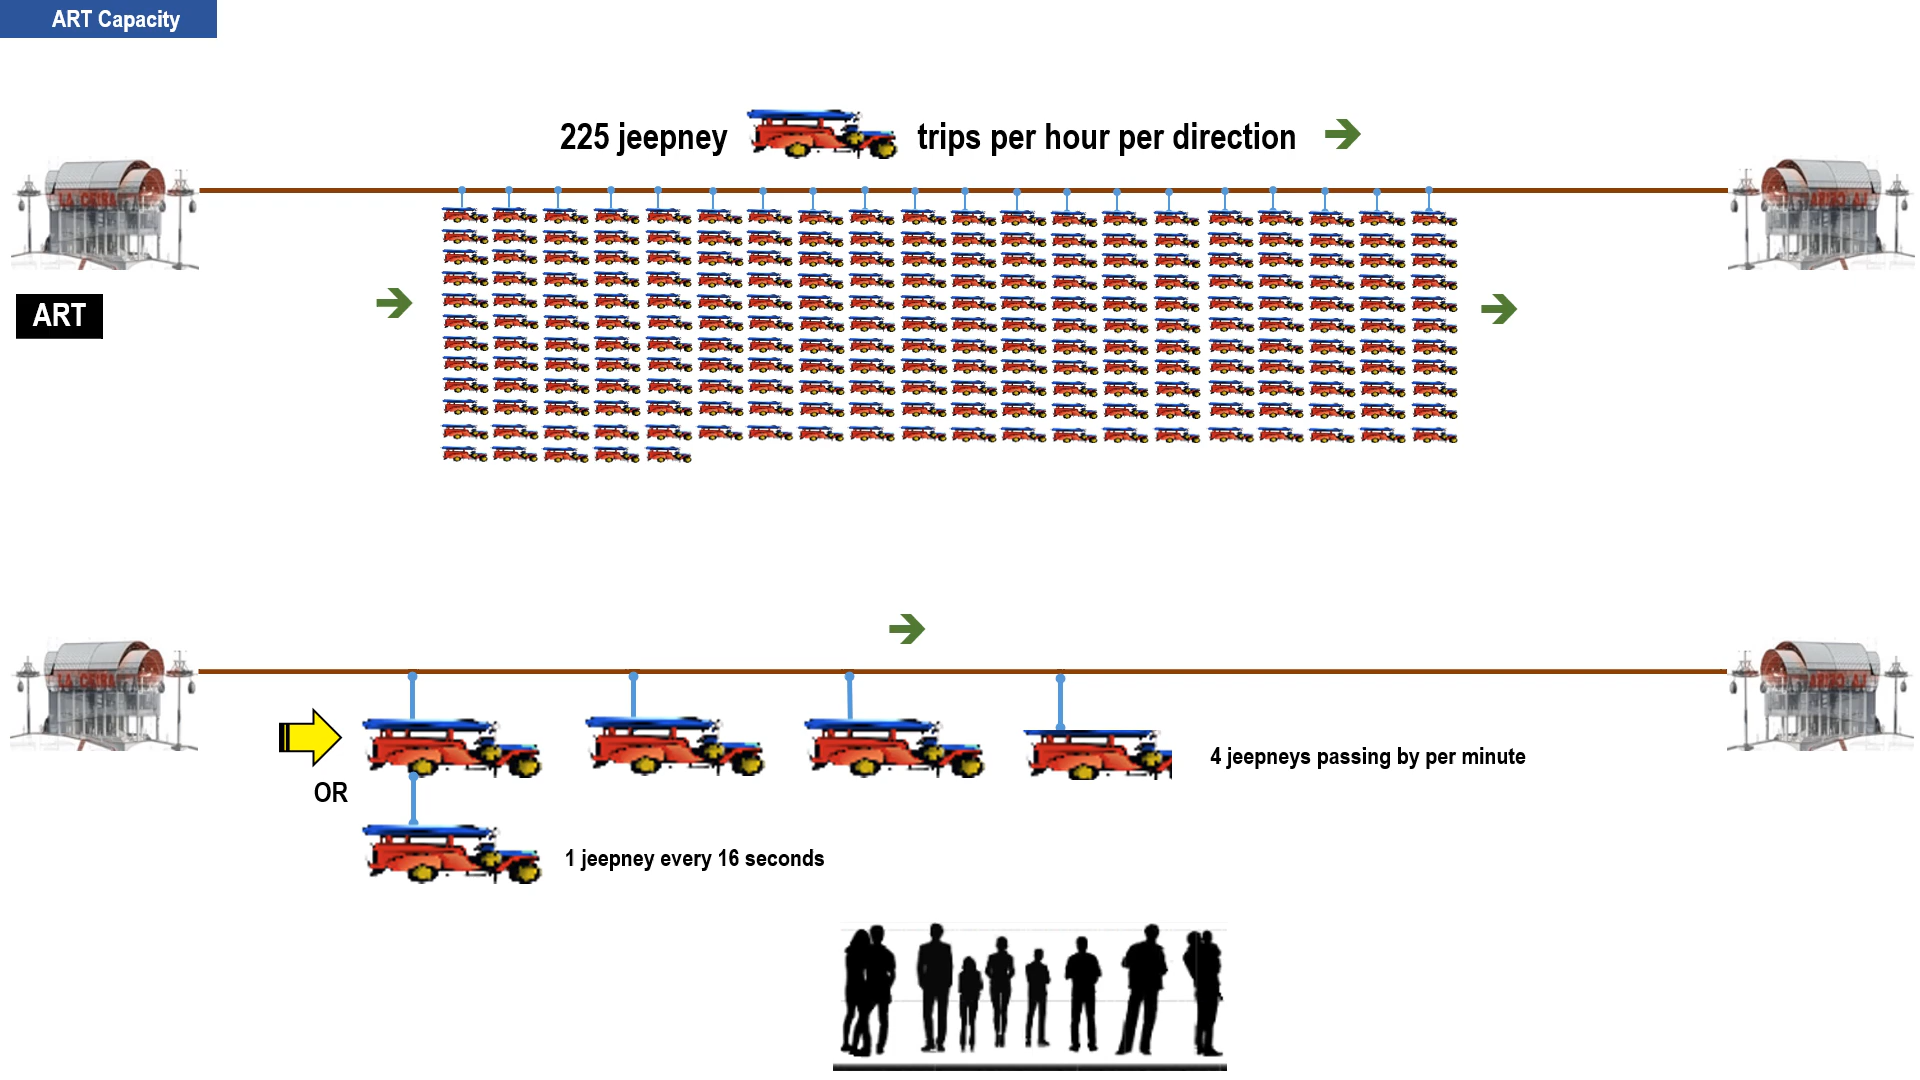 ART Capacity
225 jeepney trips per hour per direction
ART
OR
4 jeepneys passing by per minute
1 jeepney every 16 seconds